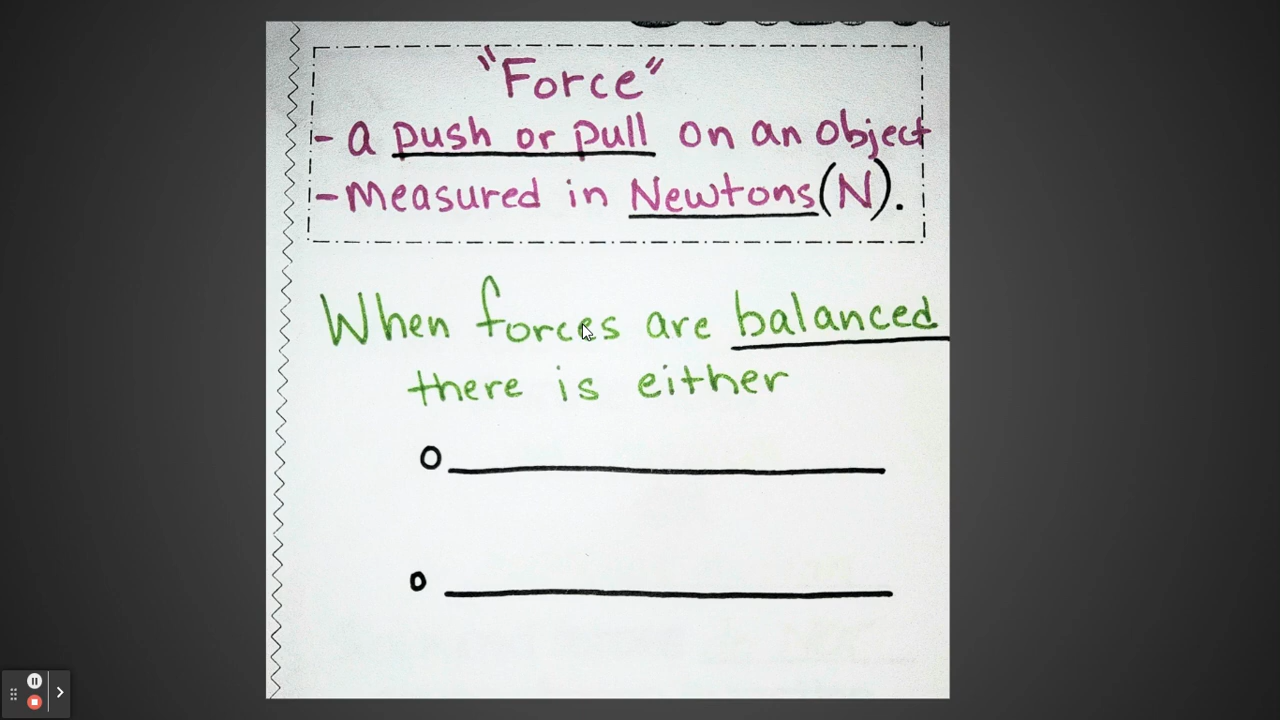 "Force"
- a push or pull on an object
- Measured in Newtons (N).
When forces are balanced
there is either